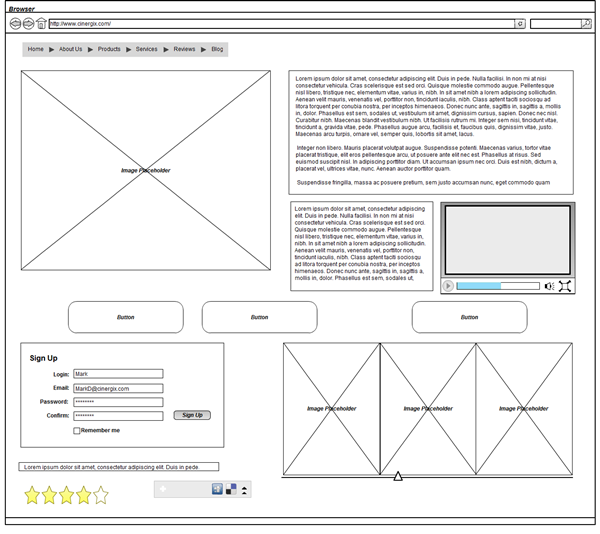 Browser
http://www.cinergix.com/
Home About Us Products Services Reviews Blog
Image Placeholder
Lorem ipsum dolor sit amet, consectetur adipiscing elit. Duis in pede. Nulla facilisi. In non mi at nisi
consectetur vehicula. Cras scelerisque est sed orci. Quisque molestie commodo augue. Pellentesque
nisl libero, tristique nec, elementum vitae, varius in, nibh. In sit amet nibh a lorem imperdiet sollicitudin.
Aenean velit mauris, venenatis vel, porttitor non, tincidunt iaculis, nibh. Class aptent taciti sociosqu ad
litora torquent per conubia nostra, per inceptos himenaeos. Donec nunc ante, sagittis in, sagittis a, mollis
in, dolor. Phasellus est sem, sodales ut, vestibulum sit amet, dignissim cursus, sapien. Donec nec nisl.
Curabitur nibh. Maecenas blandit vestibulum nibh. Ut facilisis rutrum mi. Integer sem nisi, tincidunt vitae,
tincidunt a, gravida vitae, pede. Phasellus augue arcu, facilisis et, faucibus quis, dignissim vitae, justo.
Maecenas arcu turpis, ornare vel, semper quis, lobortis sit amet, lacus.
Integer non libero. Mauris placerat volutpat augue. Suspendisse potenti. Maecenas varius, tortor vitae
placerat tristique, elit eros pellentesque arcu, ut posuere ante elit nec est. Phasellus at risus. Sed
euismod suscipit nisl. In adipiscing porttitor diam. Ut accumsan ipsum nec orci. Duis est nibh, dictum a,
placerat vel, ultrices vitae, nunc. Aenean auctor porttitor quam.
Suspendisse fringilla, massa ac posuere pretium, sem justo accumsan nunc, eget commodo quam
Lorem ipsum dolor sit amet, consectetur adipiscing
elit. Duis in pede. Nulla facilisi. In non mi at nisi
consectetur vehicula. Cras scelerisque est sed orci.
Quisque molestie commodo augue. Pellentesque
nisl libero, tristique nec, elementum vitae, varius in,
nibh. In sit amet nibh a lorem imperdiet sollicitudin.
Aenean velit mauris, venenatis vel, porttitor non,
tincidunt iaculis, nibh. Class aptent taciti sociosqu
ad litora torquent per conubia nostra, per inceptos
himenaeos. Donec nunc ante, sagittis in, sagittis a,
mollis in, dolor. Phasellus est sem, sodales ut,
Button Button Button
Sign Up
Login: Mark
Email: MarkD@cinergix.com
Password: ********
Confirm: ********
Sign Up
Remember me
Image Placeholder Image Placeholder Image Placeholder
Lorem ipsum dolor sit amet, consectetur adipiscing elit. Duis in pede.